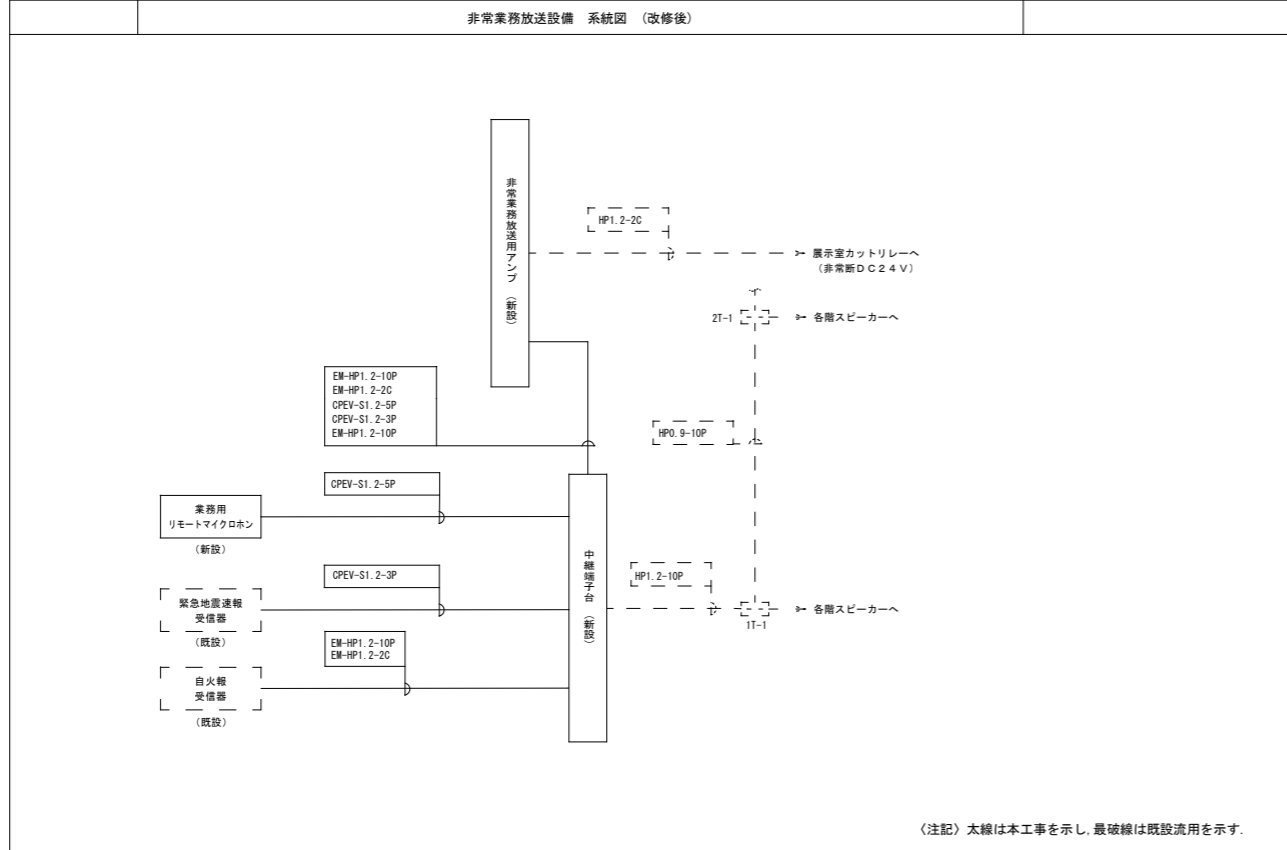 非常業務放送設備 系統図 (改修後)
非常業務放送用アンプ (新設)
HP1.2-2C
展示室カットリレーへ
(非常断DC24V)
2T-1
各階スピーカーへ
EM-HP1.2-10P
EM-HP1.2-2C
CPEV-S1.2-5P
CPEV-S1.2-3P
EM-HP1.2-10P
HP0.9-10P
CPEV-S1.2-5P
業務用
リモートマイクロホン
(新設)
中継端子台 (新設)
CPEV-S1.2-3P
HP1.2-10P
緊急地震速報
受信器
(既設)
各階スピーカーへ
1T-1
EM-HP1.2-10P
EM-HP1.2-2C
自火報
受信器
(既設)
〈注記〉太線は本工事を示し,最破線は既設流用を示す.